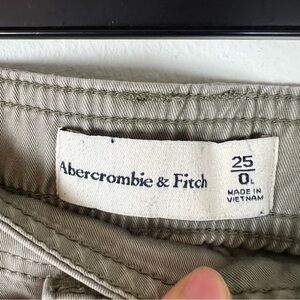 Abercrombie & Fitch
25
0
MADE IN
VIETNAM